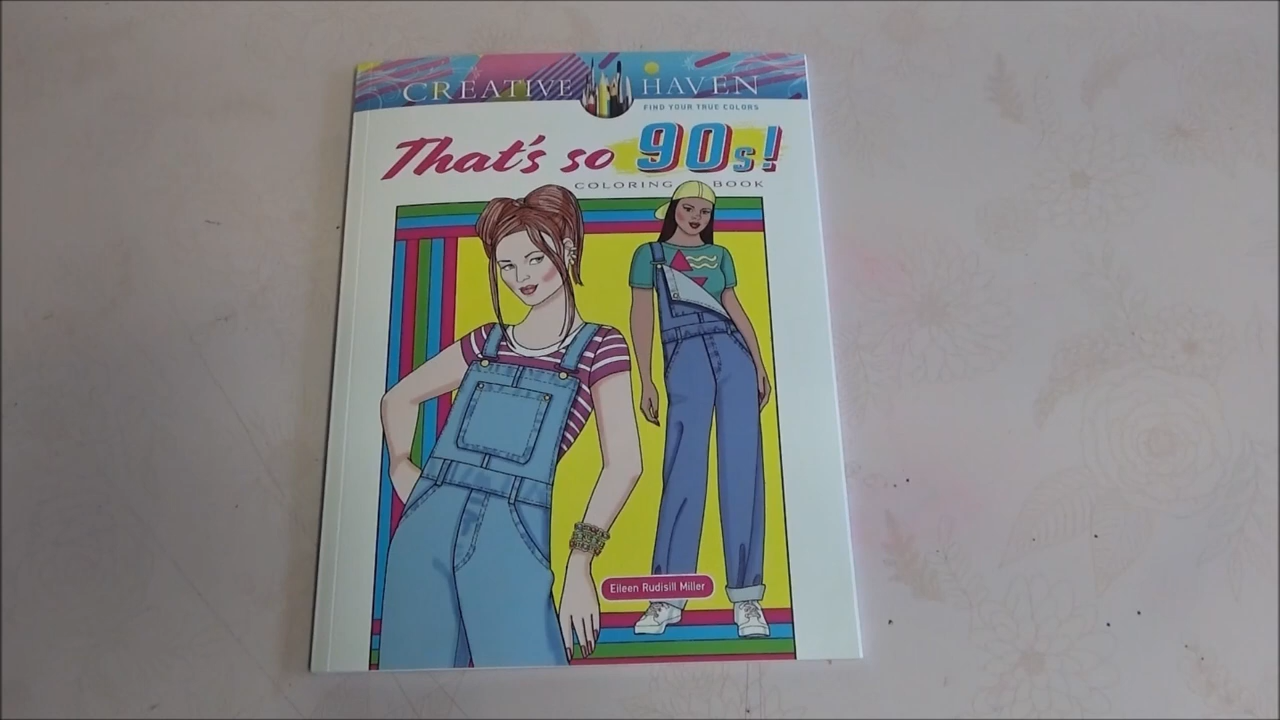 CREATIVE HAVEN
FIND YOUR TRUE COLORS
That's so 90s!
COLORING BOOK
Eileen Rudisill Miller